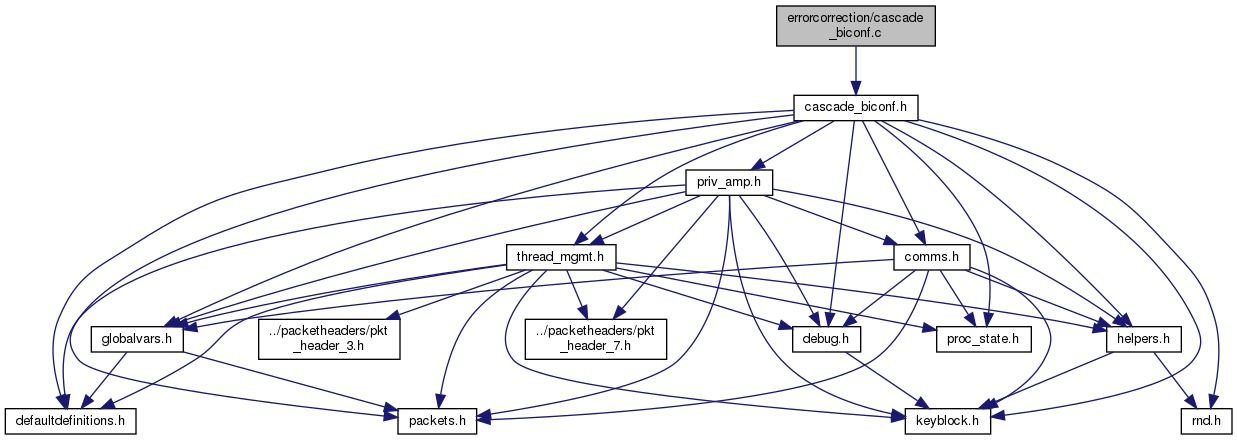 errorcorrection/cascade
_biconf.c
cascade_biconf.h
priv_amp.h
thread_mgmt.h
comms.h
globalvars.h
../packetheaders/pkt
_header_3.h
../packetheaders/pkt
_header_7.h
debug.h
proc_state.h
helpers.h
defaultdefinitions.h
packets.h
keyblock.h
rnd.h